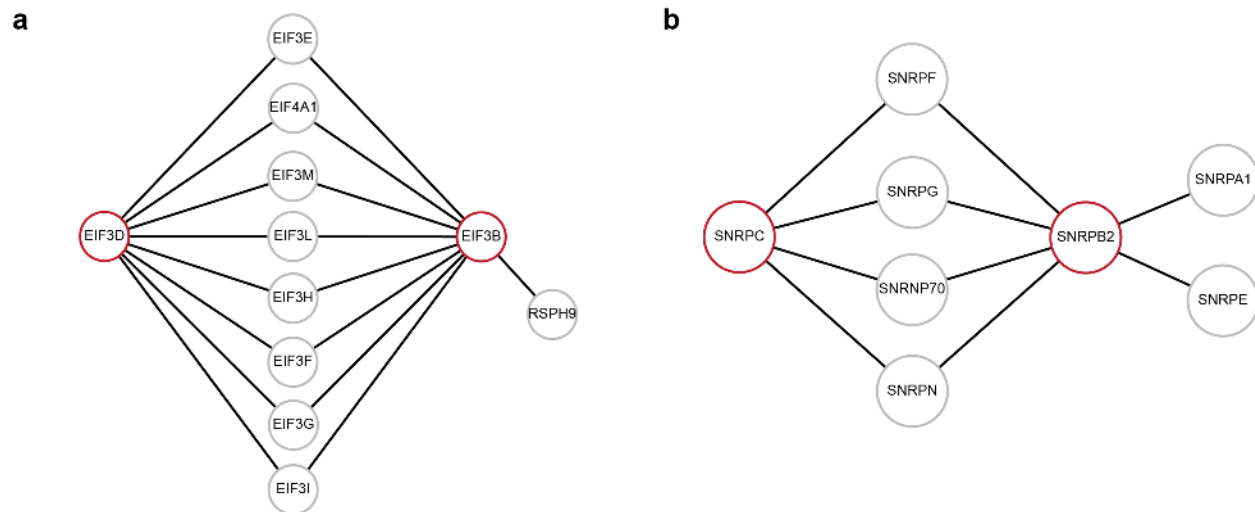 a
EIF3E
EIF4A1
EIF3M
EIF3D
EIF3L
EIF3B
EIF3H
RSPH9
EIF3F
EIF3G
EIF3I
b
SNRPF
SNRPA1
SNRPG
SNRPC
SNRPB2
SNRNP70
SNRPE
SNRPN